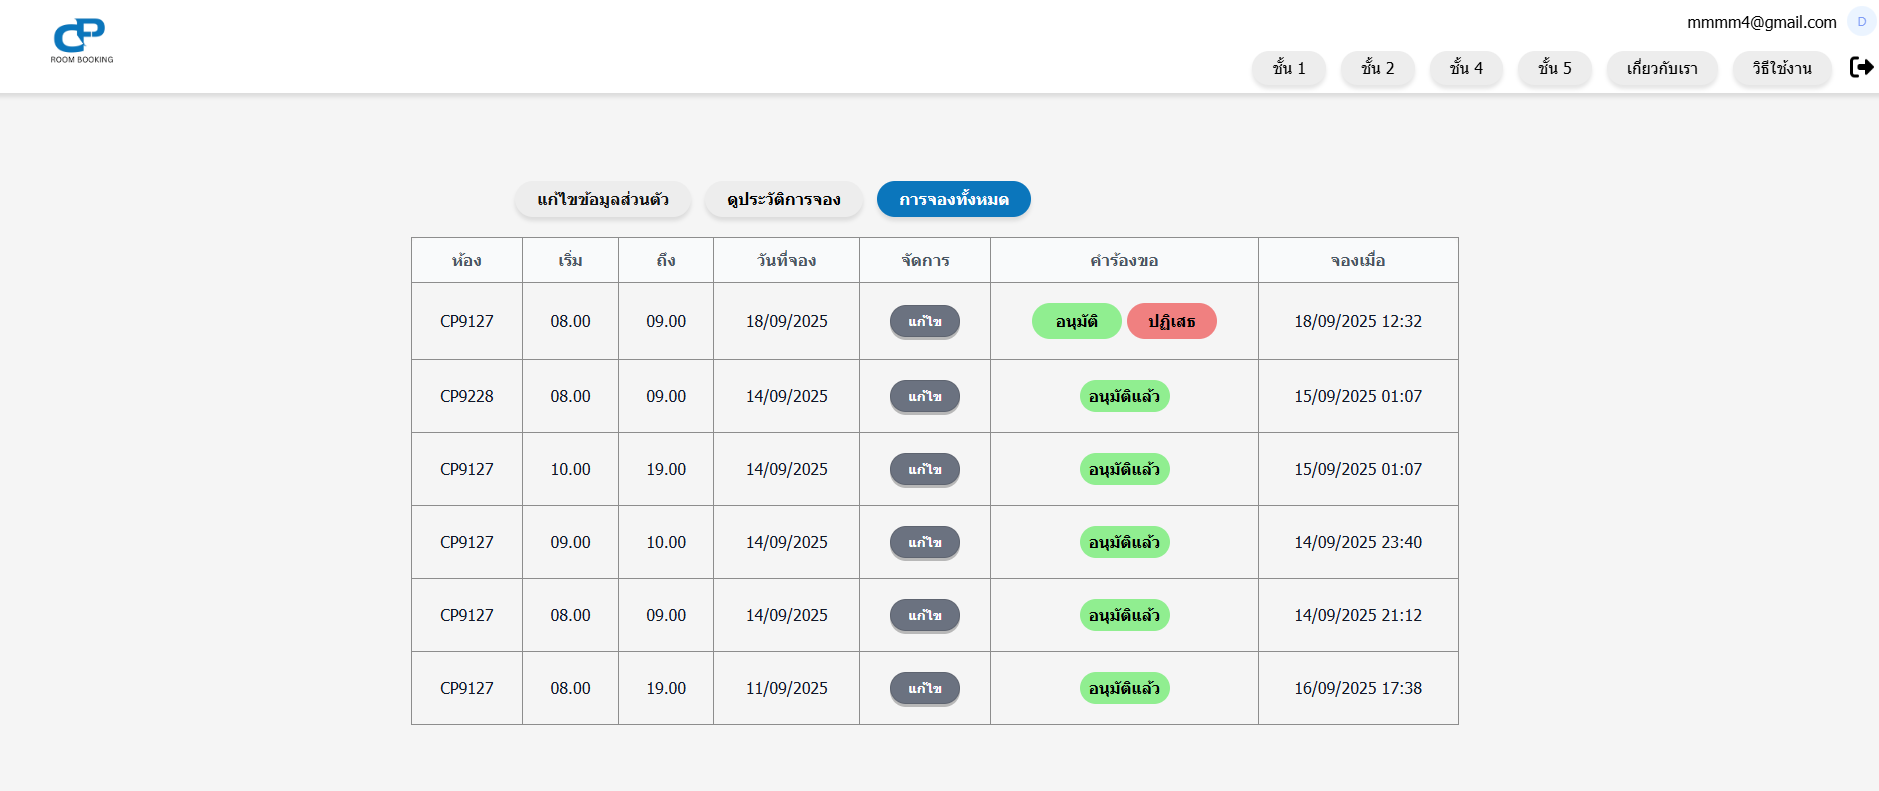 CP
ROOM BOOKING
mmmm4@gmail.com D
ชั้น 1 ชั้น 2 ชั้น 4 ชั้น 5 เกี่ยวกับเรา วิธีใช้งาน
แก้ไขข้อมูลส่วนตัว ดูประวัติการจอง การจองทั้งหมด
ห้อง เริ่ม ถึง วันที่จอง จัดการ คำร้องขอ จองเมื่อ
CP9127 08.00 09.00 18/09/2025 แก้ไข อนุมัติ ปฏิเสธ 18/09/2025 12:32
CP9228 08.00 09.00 14/09/2025 แก้ไข อนุมัติแล้ว 15/09/2025 01:07
CP9127 10.00 19.00 14/09/2025 แก้ไข อนุมัติแล้ว 15/09/2025 01:07
CP9127 09.00 10.00 14/09/2025 แก้ไข อนุมัติแล้ว 14/09/2025 23:40
CP9127 08.00 09.00 14/09/2025 แก้ไข อนุมัติแล้ว 14/09/2025 21:12
CP9127 08.00 19.00 11/09/2025 แก้ไข อนุมัติแล้ว 16/09/2025 17:38